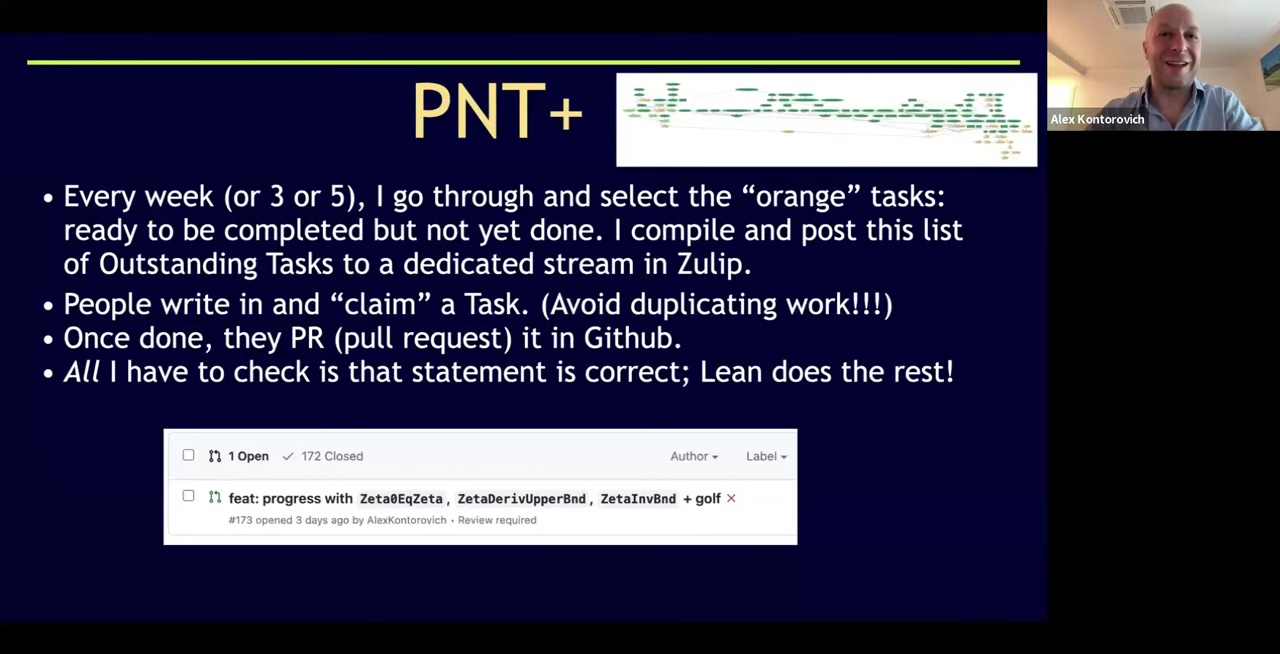 PNT+
Alex Kontorovich
• Every week (or 3 or 5), I go through and select the “orange” tasks:
ready to be completed but not yet done. I compile and post this list
of Outstanding Tasks to a dedicated stream in Zulip.
• People write in and “claim” a Task. (Avoid duplicating work!!!)
• Once done, they PR (pull request) it in Github.
• All I have to check is that statement is correct; Lean does the rest!
1 Open 172 Closed Author Label
feat: progress with Zeta0EqZeta, ZetaDerivUpperBnd, ZetaInvBnd + golf
#173 opened 3 days ago by AlexKontorovich • Review required